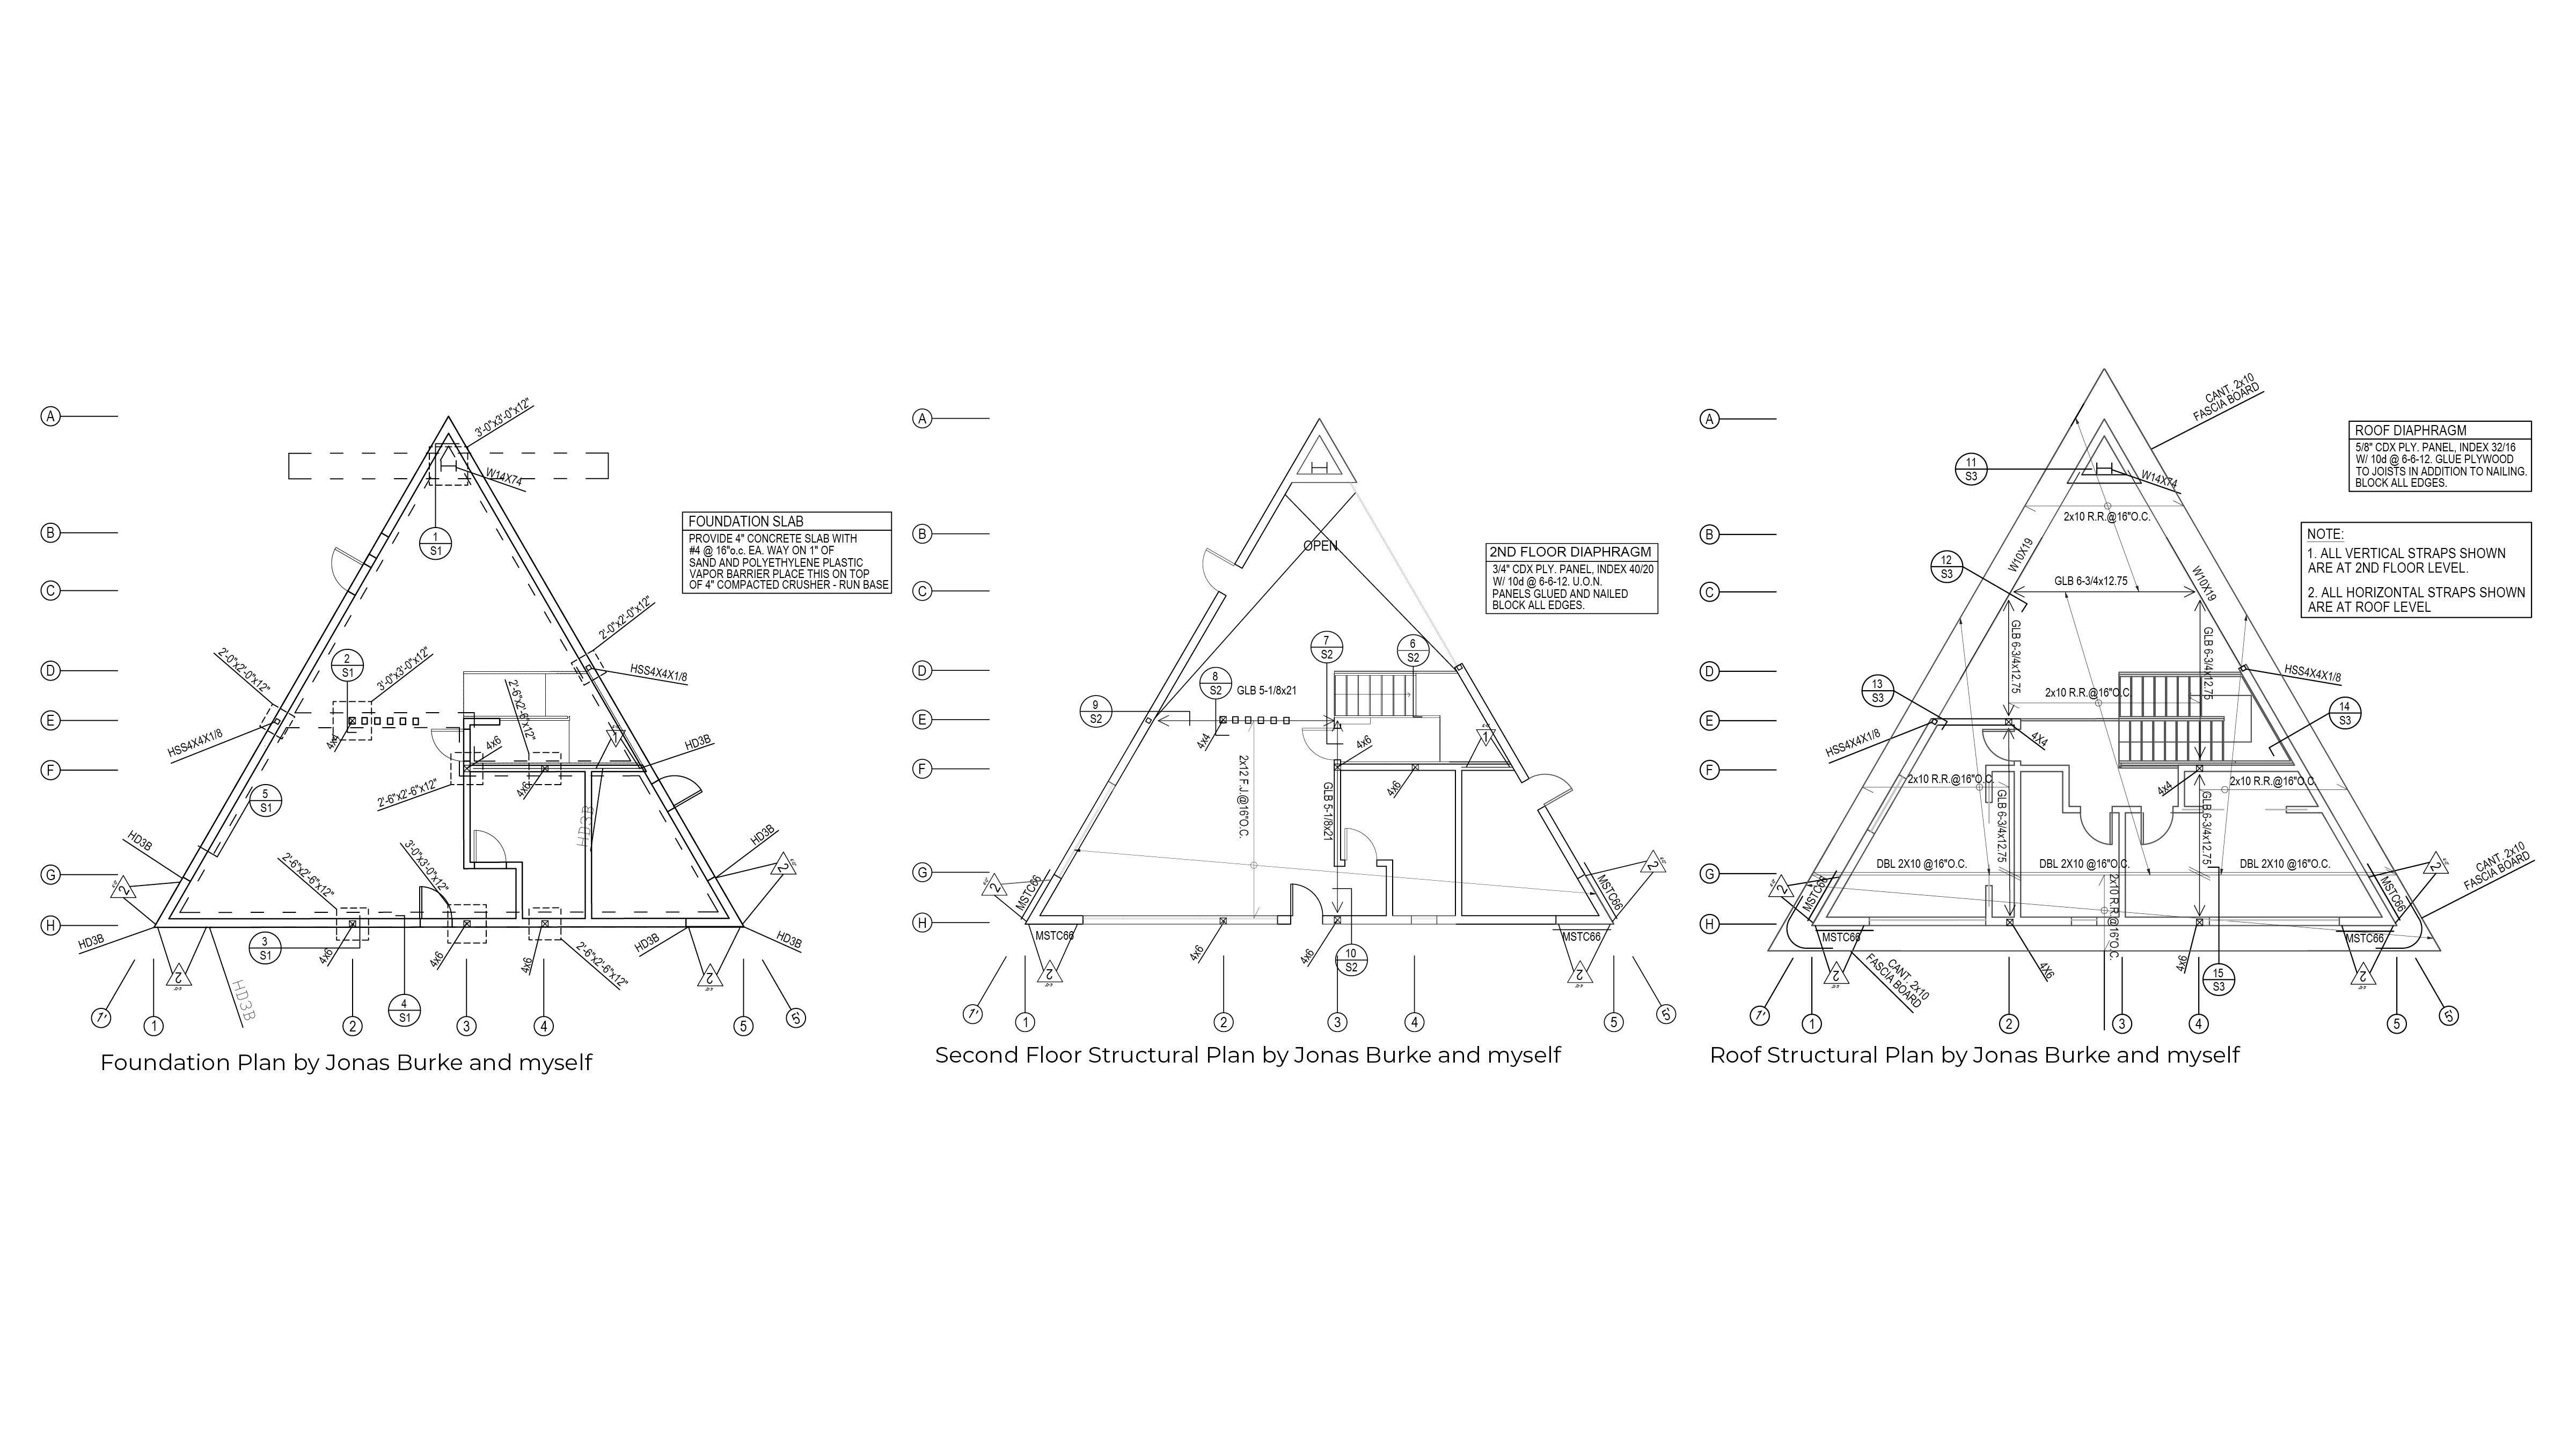 A
B
C
D
E
F
G
H
1'
1
2
3
4
5
5'
3'-0"x3'-0"x12"
W14X74
1
S1
FOUNDATION SLAB
PROVIDE 4" CONCRETE SLAB WITH
#4 @ 16"o.c. EA. WAY ON 1" OF
SAND AND POLYETHYLENE PLASTIC
VAPOR BARRIER PLACE THIS ON TOP
OF 4" COMPACTED CRUSHER - RUN BASE
2'-0"x2'-0"x12"
HSS4X4X1/8
2'-0"x2'-0"x12"
2
S1
3'-0"x3'-0"x12"
2'-6"x2'-6"x12"
HSS4X4X1/8
4x4
4x6
1
HD3B
2'-6"x2'-6"x12"
4x6
5
S1
HD3B
HD3B
HD3B
2'-6"x2'-6"x12"
3'-0"x3'-0"x12"
2
2
HD3B
3
S1
4x6
4x6
4x6
2'-6"x2'-6"x12"
HD3B
HD3B
2
2
HD3B
4
S1
Foundation Plan by Jonas Burke and myself
A
B
C
D
E
F
G
H
1'
1
2
3
4
5
5'
OPEN
2ND FLOOR DIAPHRAGM
3/4" CDX PLY. PANEL, INDEX 40/20
W/ 10d @ 6-6-12. U.O.N.
PANELS GLUED AND NAILED
BLOCK ALL EDGES.
7
S2
6
S2
8
S2
GLB 5-1/8x21
9
S2
4x4
4x6
1
2x12 F.J.@16"O.C.
GLB 5-1/8x21
4x6
2
MSTC66
MSTC66
2
MSTC66
MSTC66
4x6
4x6
10
S2
2
2
Second Floor Structural Plan by Jonas Burke and myself
A
B
C
D
E
F
G
H
1'
1
2
3
4
5
5'
CANT. 2x10
FASCIA BOARD
ROOF DIAPHRAGM
5/8" CDX PLY. PANEL, INDEX 32/16
W/ 10d @ 6-6-12. GLUE PLYWOOD
TO JOISTS IN ADDITION TO NAILING.
BLOCK ALL EDGES.
11
S3
W14X74
2x10 R.R.@16"O.C.
NOTE:
1. ALL VERTICAL STRAPS SHOWN
ARE AT 2ND FLOOR LEVEL.
2. ALL HORIZONTAL STRAPS SHOWN
ARE AT ROOF LEVEL
W10X19
W10X19
12
S3
GLB 6-3/4x12.75
GLB 6-3/4x12.75
GLB 6-3/4x12.75
HSS4X4X1/8
13
S3
2x10 R.R.@16"O.C.
14
S3
HSS4X4X1/8
4X4
2x10 R.R.@16"O.C.
4x4
2x10 R.R.@16"O.C.
GLB 6-3/4x12.75
GLB 6-3/4x12.75
DBL 2X10 @16"O.C.
DBL 2X10 @16"O.C.
DBL 2X10 @16"O.C.
2
MSTC66
2x10 R.R.@16"O.C.
MSTC66
2
CANT. 2x10
FASCIA BOARD
MSTC66
MSTC66
2
2
CANT. 2x10
FASCIA BOARD
4X6
4x6
15
S3
Roof Structural Plan by Jonas Burke and myself